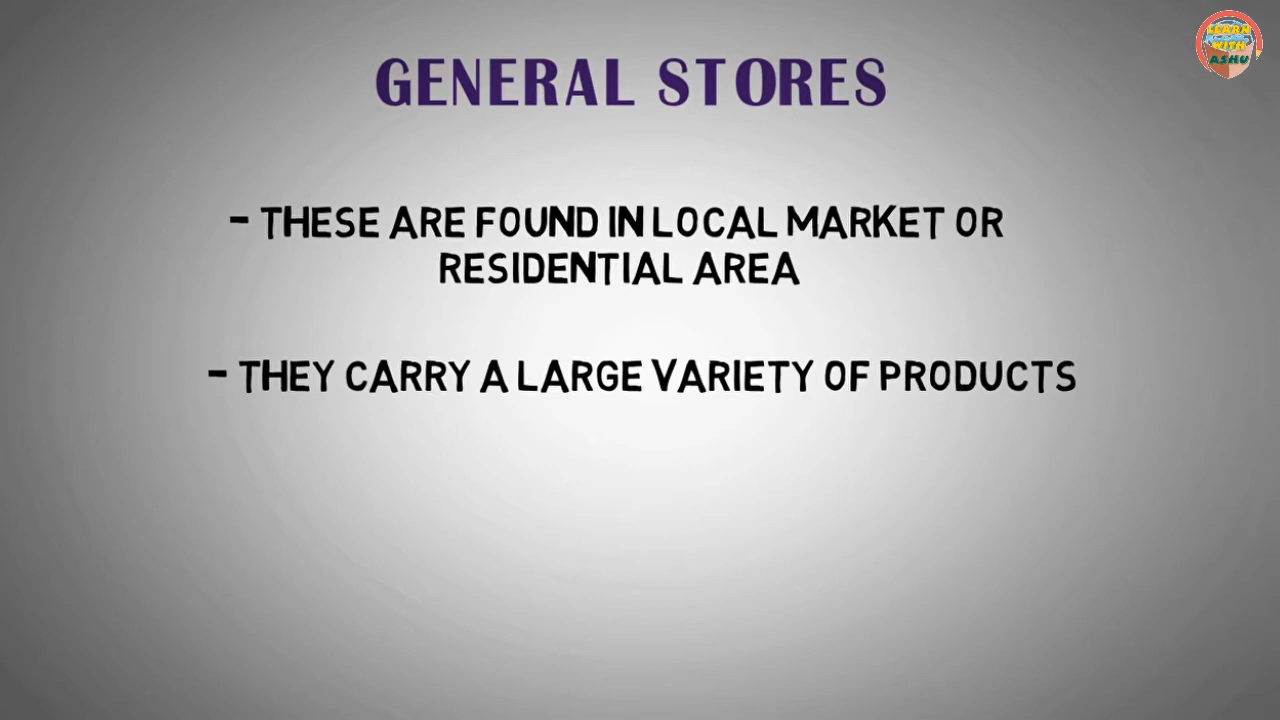 LEARN
WITH
ASHU
GENERAL STORES
- THESE ARE FOUND IN LOCAL MARKET OR
RESIDENTIAL AREA
- THEY CARRY A LARGE VARIETY OF PRODUCTS